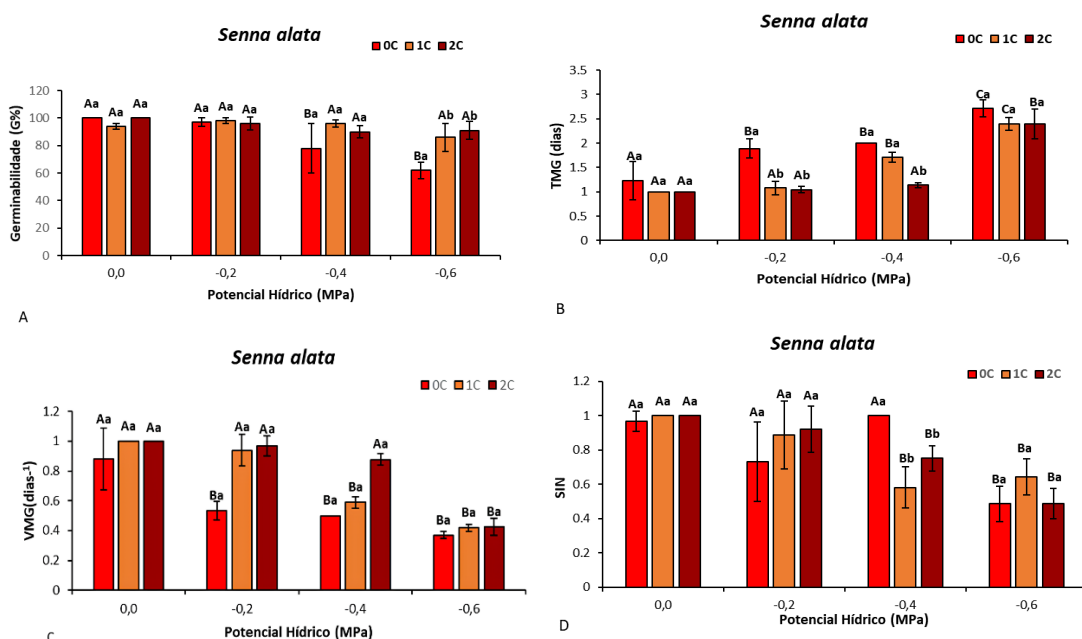 Senna alata
0C 1C 2C
Germinabilidade (G%)
120
100
80
60
40
20
0
Aa Aa Aa Aa Aa Aa Ba Aa Aa Ba Ab Ab
0,0 -0,2 -0,4 -0,6
Potencial Hídrico (MPa)
A
B
Senna alata
0C 1C 2C
TMG (dias)
3.5
3
2.5
2
1.5
1
0.5
0
Aa Aa Aa Ba Ab Ab Ba Ba Ab Ca Ca Ba
0,0 -0,2 -0,4 -0,6
Potencial Hídrico (MPa)
Senna alata
0C 1C 2C
VMG(dias-¹)
1.2
1
0.8
0.6
0.4
0.2
0
Aa Aa Aa Ba Aa Aa Ba Ba Aa Ba Ba Ba
0,0 -0,2 -0,4 -0,6
Potencial Hídrico (MPa)
C
Senna alata
0C 1C 2C
SIN
1.2
1
0.8
0.6
0.4
0.2
0
Aa Aa Aa Aa Aa Aa Aa Bb Bb Ba Ba Ba
0,0 -0,2 -0,4 -0,6
Potencial Hídrico (MPa)
D